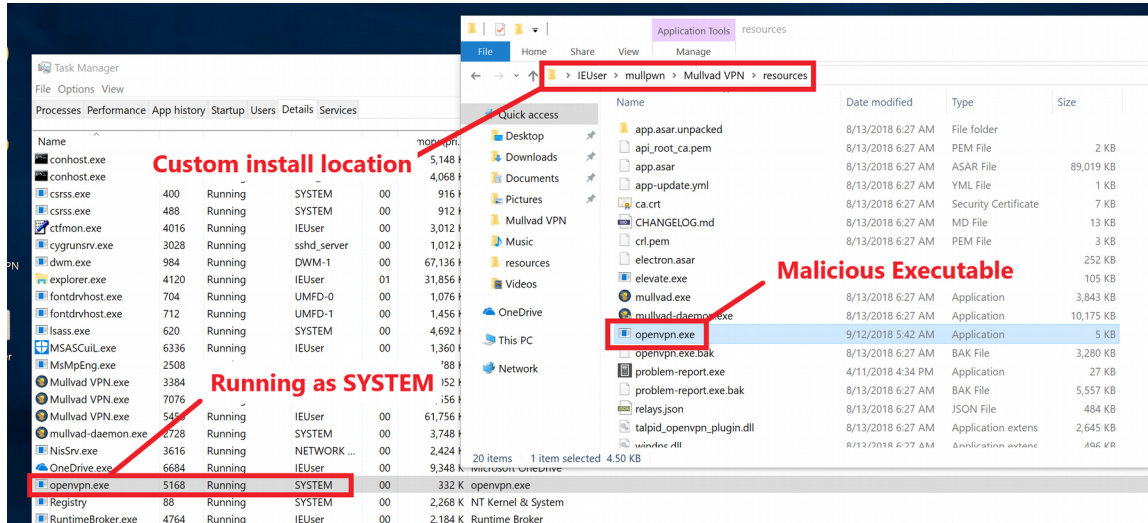 Application Tools resources
File Home Share View Manage
IEUser > mullpwn > Mullvad VPN > resources
Name Date modified Type Size
Quick access
Desktop
Downloads
Documents
Pictures
Mullvad VPN
Music
resources
Videos
OneDrive
This PC
Network
app.asar.unpacked 8/13/2018 6:27 AM File folder
api_root_ca.pem 8/13/2018 6:27 AM PEM File 2 KB
app.asar 8/13/2018 6:27 AM ASAR File 89,019 KB
app-update.yml 8/13/2018 6:27 AM YML File 1 KB
ca.crt 8/13/2018 6:27 AM Security Certificate 7 KB
CHANGELOG.md 8/13/2018 6:27 AM MD File 13 KB
crl.pem 8/13/2018 6:27 AM PEM File 3 KB
electron.asar 252 KB
elevate.exe 105 KB
mullvad.exe 8/13/2018 6:27 AM Application 3,843 KB
mullvad-daemon.exe 8/13/2018 6:27 AM Application 10,175 KB
openvpn.exe 9/12/2018 5:42 AM Application 5 KB
openvpn.exe.bak 8/13/2018 6:27 AM BAK File 3,280 KB
problem-report.exe 4/11/2018 4:34 PM Application 27 KB
problem-report.exe.bak 8/13/2018 6:27 AM BAK File 5,557 KB
relays.json 8/13/2018 6:27 AM JSON File 484 KB
talpid_openvpn_plugin.dll 8/13/2018 6:27 AM Application extens 2,645 KB
windns.dll 8/13/2018 6:27 AM Application extens 496 KB
20 items 1 item selected 4.50 KB
Malicious Executable
Task Manager
File Options View
Processes Performance App history Startup Users Details Services
Name
Custom install location
conhost.exe 5,148 K
conhost.exe 4,068 K
csrss.exe 400 Running SYSTEM 00 916 K
csrss.exe 488 Running SYSTEM 00 912 K
ctfmon.exe 4016 Running IEUser 00 3,012 K
cygrunsrv.exe 3028 Running sshd_server 00 1,012 K
dwm.exe 984 Running DWM-1 00 67,136 K
explorer.exe 4120 Running IEUser 01 31,856 K
fontdrvhost.exe 704 Running UMFD-0 00 1,076 K
fontdrvhost.exe 712 Running UMFD-1 00 1,456 K
lsass.exe 620 Running SYSTEM 00 4,692 K
MSASCuiL.exe 6336 Running IEUser 00 1,360 K
MsMpEng.exe 2508 Running
Mullvad VPN.exe 3384
Running as SYSTEM
Mullvad VPN.exe 7076
Mullvad VPN.exe Running IEUser 00 61,756 K
mullvad-daemon.exe 2728 Running SYSTEM 00 3,748 K
NisSrv.exe 3616 Running NETWORK ... 00 2,424 K
OneDrive.exe 6684 Running IEUser 00 9,348 K Microsoft OneDrive
openvpn.exe 5168 Running SYSTEM 00 332 K openvpn.exe
Registry 88 Running SYSTEM 00 2,268 K NT Kernel & System
RuntimeBroker.exe 4764 Running IEUser 00 2,184 K Runtime Broker